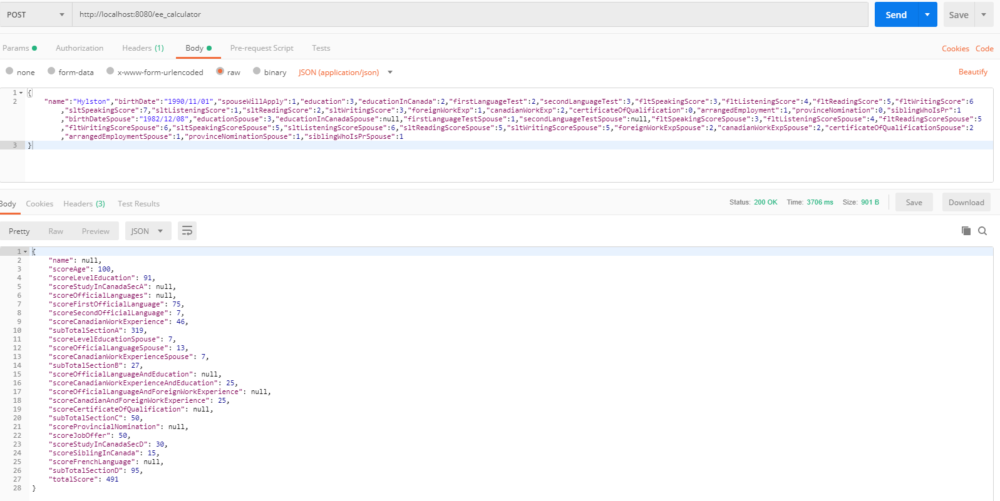 POST http://localhost:8080/ee_calculator Send Save
Params Authorization Headers (1) Body Pre-request Script Tests Cookies Code
none form-data x-www-form-urlencoded raw binary JSON (application/json) Beautify
1 {
2 "name":"Hylston","birthDate":"1990/11/01","spouseWillApply":1,"education":3,"educationInCanada":2,"firstLanguageTest":2,"secondLanguageTest":3,"fltSpeakingScore":3,"fltListeningScore":4,"fltReadingScore":5,"fltWritingScore":6
,"sltSpeakingScore":7,"sltListeningScore":1,"sltReadingScore":2,"sltWritingScore":3,"foreignWorkExp":1,"canadianWorkExp":2,"certificateOfQualification":0,"arrangedEmployment":1,"provinceNomination":0,"siblingWhoIsPr":1
,"birthDateSpouse":"1982/12/08","educationSpouse":3,"educationInCanadaSpouse":null,"firstLanguageTestSpouse":1,"secondLanguageTestSpouse":null,"fltSpeakingScoreSpouse":3,"fltListeningScoreSpouse":4,"fltReadingScoreSpouse":5
,"fltWritingScoreSpouse":6,"sltSpeakingScoreSpouse":5,"sltListeningScoreSpouse":6,"sltReadingScoreSpouse":5,"sltWritingScoreSpouse":5,"foreignWorkExpSpouse":2,"canadianWorkExpSpouse":2,"certificateOfQualificationSpouse":2
,"arrangedEmploymentSpouse":1,"provinceNominationSpouse":1,"siblingWhoIsPrSpouse":1
3 }
Body Cookies Headers (3) Test Results Status: 200 OK Time: 3706 ms Size: 901 B Save Download
Pretty Raw Preview JSON
1 {
2 "name": null,
3 "scoreAge": 100,
4 "scoreLevelEducation": 91,
5 "scoreStudyInCanadaSecA": null,
6 "scoreOfficialLanguages": null,
7 "scoreFirstOfficialLanguage": 75,
8 "scoreSecondOfficialLanguage": 7,
9 "scoreCanadianWorkExperience": 46,
10 "subTotalSectionA": 319,
11 "scoreLevelEducationSpouse": 7,
12 "scoreOfficialLanguageSpouse": 13,
13 "scoreCanadianWorkExperienceSpouse": 7,
14 "subTotalSectionB": 27,
15 "scoreOfficialLanguageAndEducation": null,
16 "scoreCanadianWorkExperienceAndEducation": 25,
17 "scoreOfficialLanguageAndForeignWorkExperience": null,
18 "scoreCanadianAndForeignWorkExperience": 25,
19 "scoreCertificateOfQualification": null,
20 "subTotalSectionC": 50,
21 "scoreProvincialNomination": null,
22 "scoreJobOffer": 50,
23 "scoreStudyInCanadaSecD": 30,
24 "scoreSiblingInCanada": 15,
25 "scoreFrenchLanguage": null,
26 "subTotalSectionD": 95,
27 "totalScore": 491
28 }